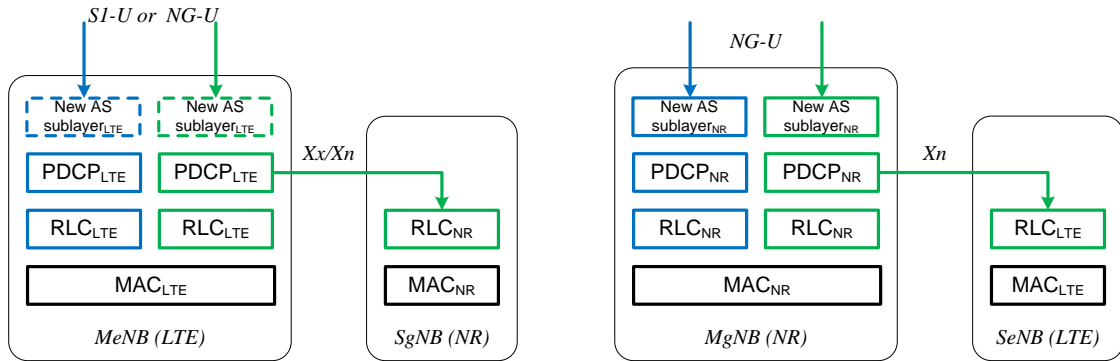 S1-U or NG-U
New AS
sublayerLTE
New AS
sublayerLTE
PDCPLTE
PDCPLTE
Xx/Xn
RLCLTE
RLCLTE
RLCNR
MACLTE
MACNR
MeNB (LTE)
SgNB (NR)
NG-U
New AS
sublayerNR
New AS
sublayerNR
PDCPNR
PDCPNR
Xn
RLCNR
RLCNR
RLCLTE
MACNR
MACLTE
MgNB (NR)
SeNB (LTE)